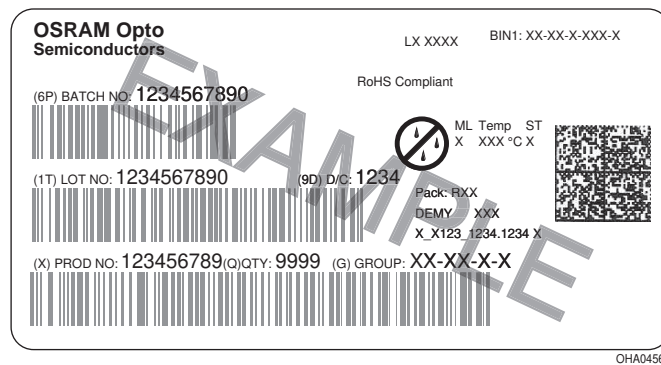 OSRAM Opto
Semiconductors
LX XXXX
BIN1: XX-XX-X-XXX-X
RoHS Compliant
(6P) BATCH NO: 1234567890
ML Temp ST
X XXX °C X
(1T) LOT NO: 1234567890 (9D) D/C: 1234
Pack: RXX
DEMY XXX
X_X123_1234.1234 X
(X) PROD NO: 123456789(Q)QTY: 9999 (G) GROUP: XX-XX-X-X
EXAMPLE